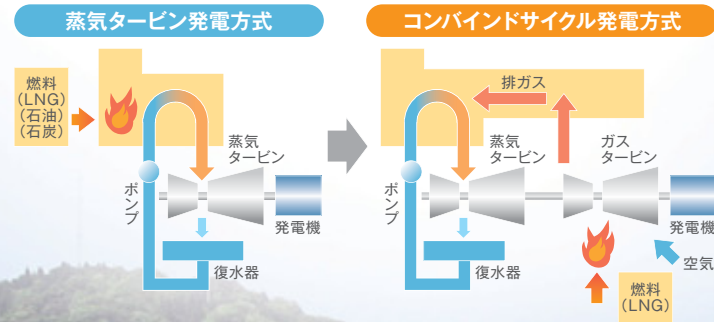 蒸気タービン発電方式
コンバインドサイクル発電方式
燃料
(LNG)
(石油)
(石炭)
蒸気
タービン
ポンプ
発電機
復水器
排ガス
蒸気
タービン
ガス
タービン
ポンプ
発電機
復水器
空気
燃料
(LNG)